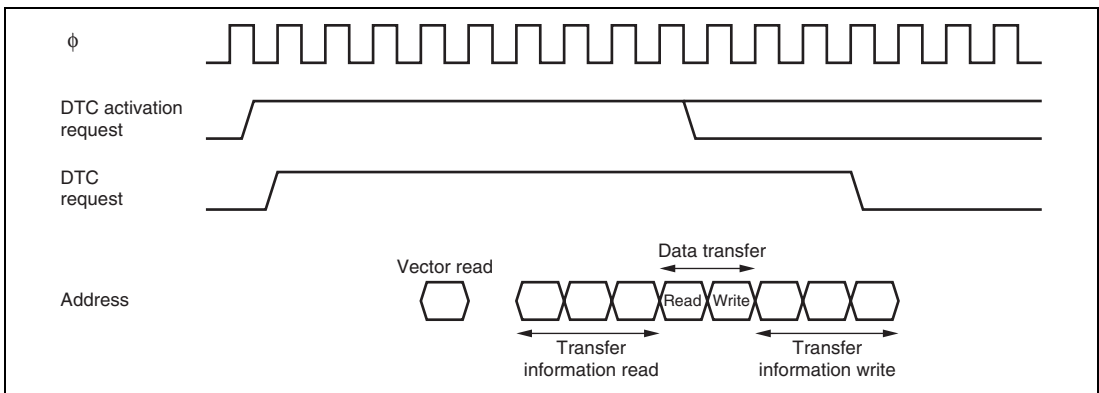 ϕ
DTC activation
request
DTC
request
Data transfer
Vector read
Address
Read
Write
Transfer
information read
Transfer
information write